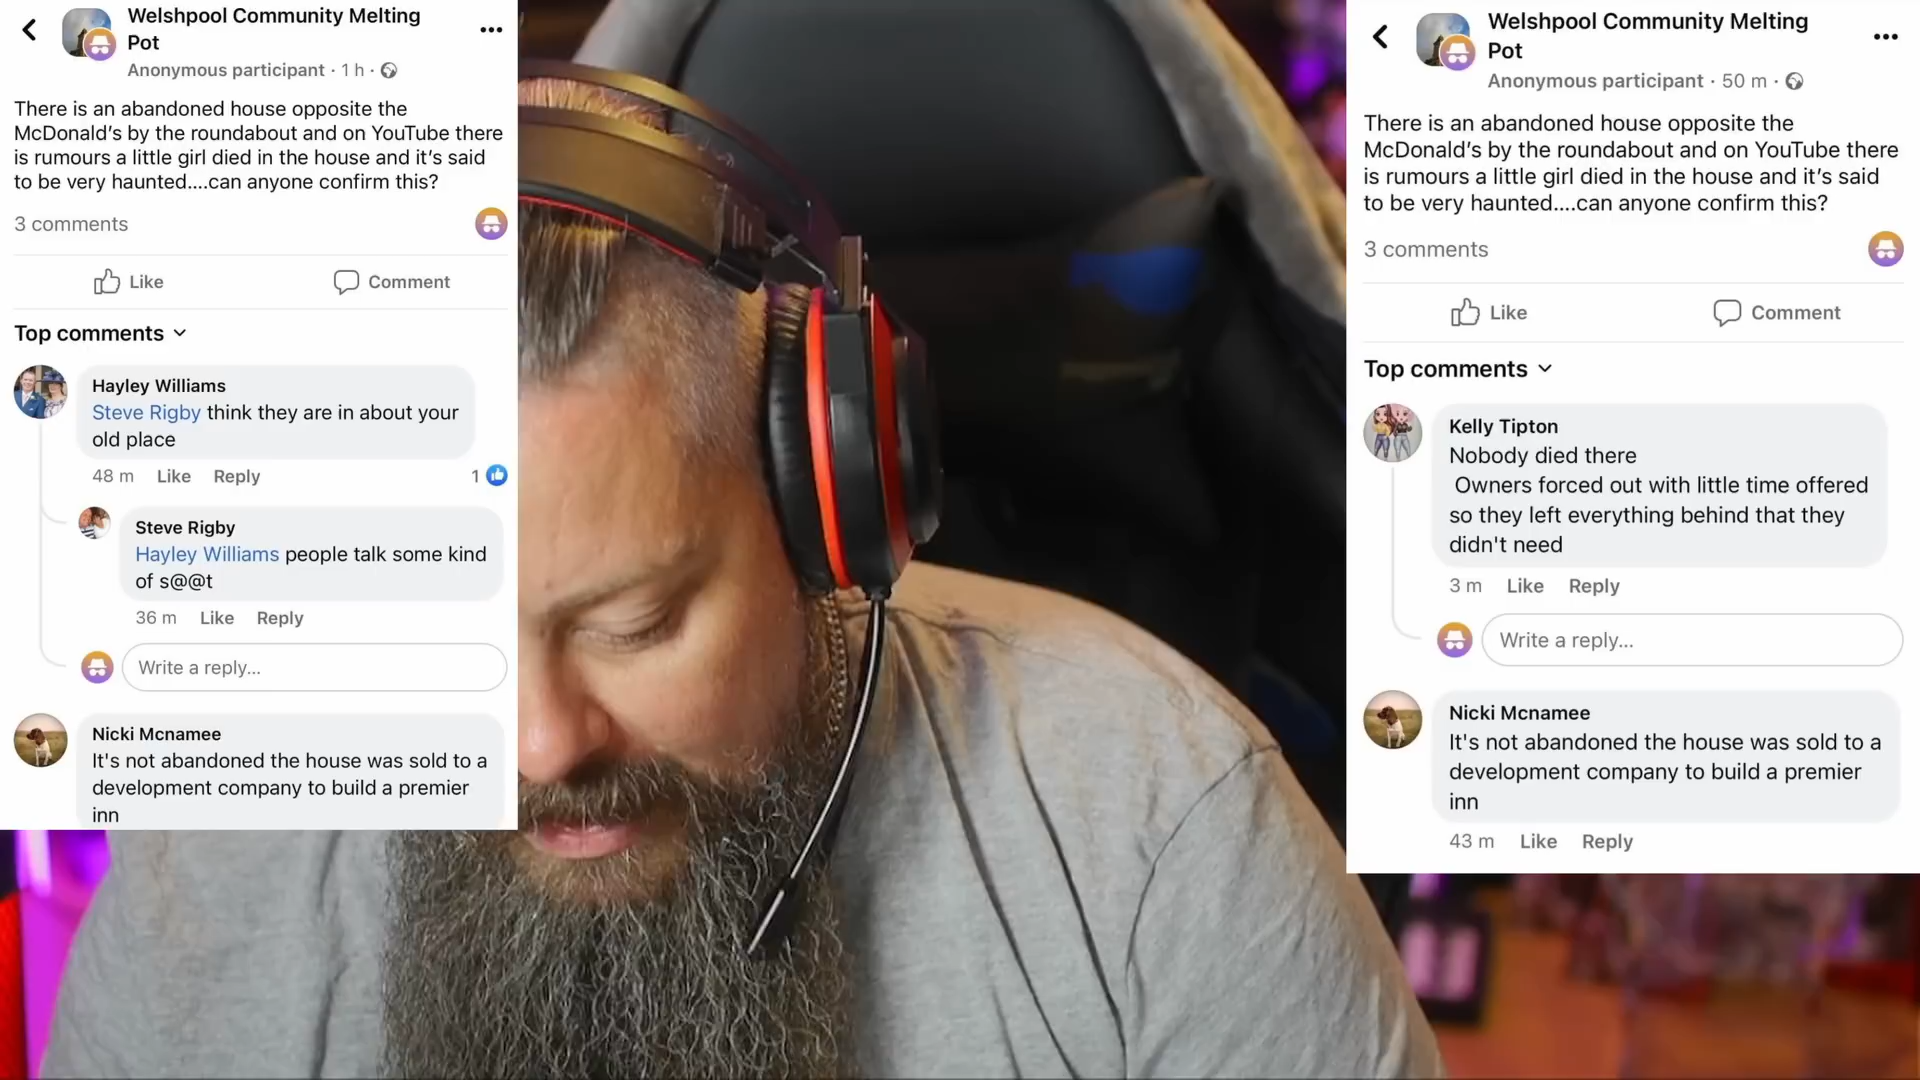 Welshpool Community Melting
Pot
Anonymous participant · 1 h ·
There is an abandoned house opposite the
McDonald's by the roundabout and on YouTube there
is rumours a little girl died in the house and it's said
to be very haunted....can anyone confirm this?
3 comments
Like Comment
Top comments
Hayley Williams
Steve Rigby think they are in about your
old place
48 m Like Reply 1
Steve Rigby
Hayley Williams people talk some kind
of s@@t
36 m Like Reply
Write a reply...
Nicki Mcnamee
It's not abandoned the house was sold to a
development company to build a premier
inn
Welshpool Community Melting
Pot
Anonymous participant · 50 m ·
There is an abandoned house opposite the
McDonald's by the roundabout and on YouTube there
is rumours a little girl died in the house and it's said
to be very haunted....can anyone confirm this?
3 comments
Like Comment
Top comments
Kelly Tipton
Nobody died there
Owners forced out with little time offered
so they left everything behind that they
didn't need
3 m Like Reply
Write a reply...
Nicki Mcnamee
It's not abandoned the house was sold to a
development company to build a premier
inn
43 m Like Reply